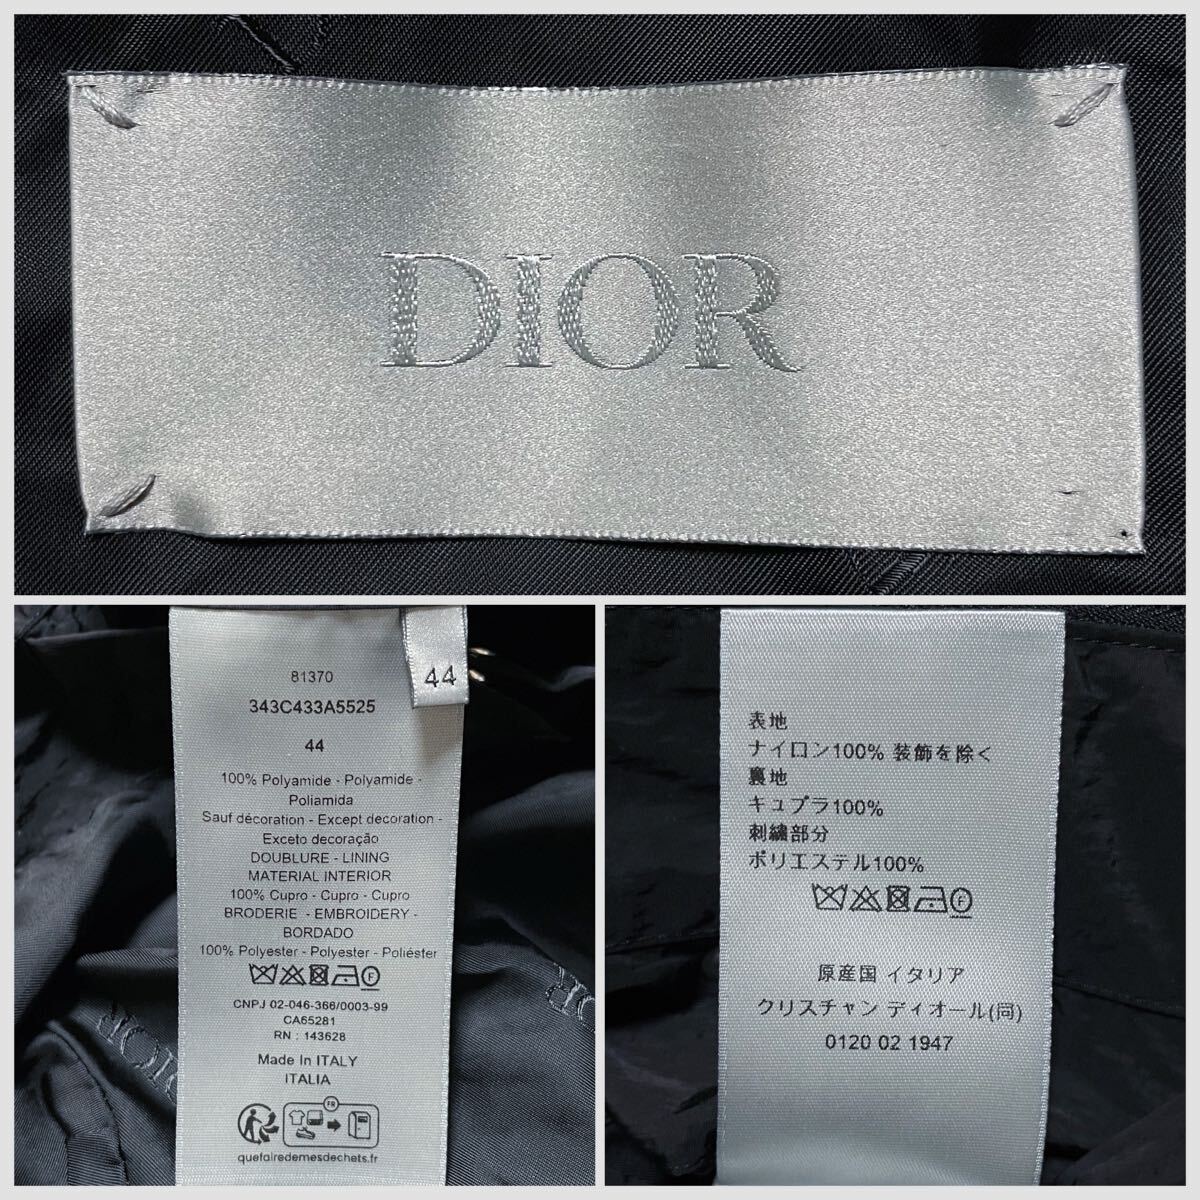 DIOR
81370
343C433A5525
44
44
100% Polyamide - Polyamide -
Poliamida
Sauf décoration - Except decoration -
Exceto decoração
DOUBLURE - LINING
MATERIAL INTERIOR
100% Cupro - Cupro - Cupro
BRODERIE - EMBROIDERY -
BORDADO
100% Polyester - Polyester - Poliéster
CNPJ 02-046-366/0003-99
CA65281
RN : 143628
Made In ITALY
ITALIA
FR
quefairedemesdechets.fr
DIOR
DIOR
表地
ナイロン100% 装飾を除く
裏地
キュプラ100%
刺繍部分
ポリエステル100%
F
原産国 イタリア
クリスチャン ディオール(同)
0120 02 1947